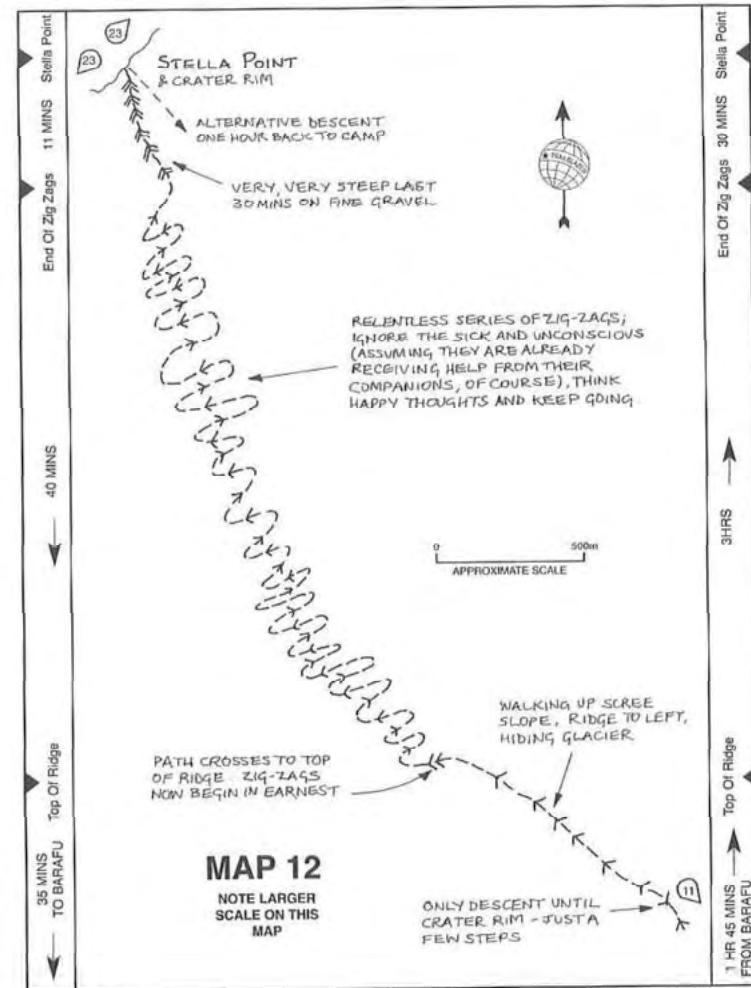 23
23
STELLA POINT
& CRATER RIM
ALTERNATIVE DESCENT
ONE HOUR BACK TO CAMP
VERY, VERY STEEP LAST
30 MINS ON FINE GRAVEL
TRAILBLAZER
RELENTLESS SERIES OF ZIG-ZAGS;
IGNORE THE SICK AND UNCONSCIOUS
(ASSUMING THEY ARE ALREADY
RECEIVING HELP FROM THEIR
COMPANIONS, OF COURSE), THINK
HAPPY THOUGHTS AND KEEP GOING
0 500m
APPROXIMATE SCALE
WALKING UP SCREE
SLOPE, RIDGE TO LEFT,
HIDING GLACIER
PATH CROSSES TO TOP
OF RIDGE. ZIG-ZAGS
NOW BEGIN IN EARNEST
MAP 12
NOTE LARGER
SCALE ON THIS
MAP
11
ONLY DESCENT UNTIL
CRATER RIM - JUST A
FEW STEPS
Stella Point
11 MINS
End Of Zig Zags
40 MINS
Top Of Ridge
35 MINS
TO BARAFU
Stella Point
30 MINS
End Of Zig Zags
3HRS
Top Of Ridge
1 HR 45 MINS
FROM BARAFU